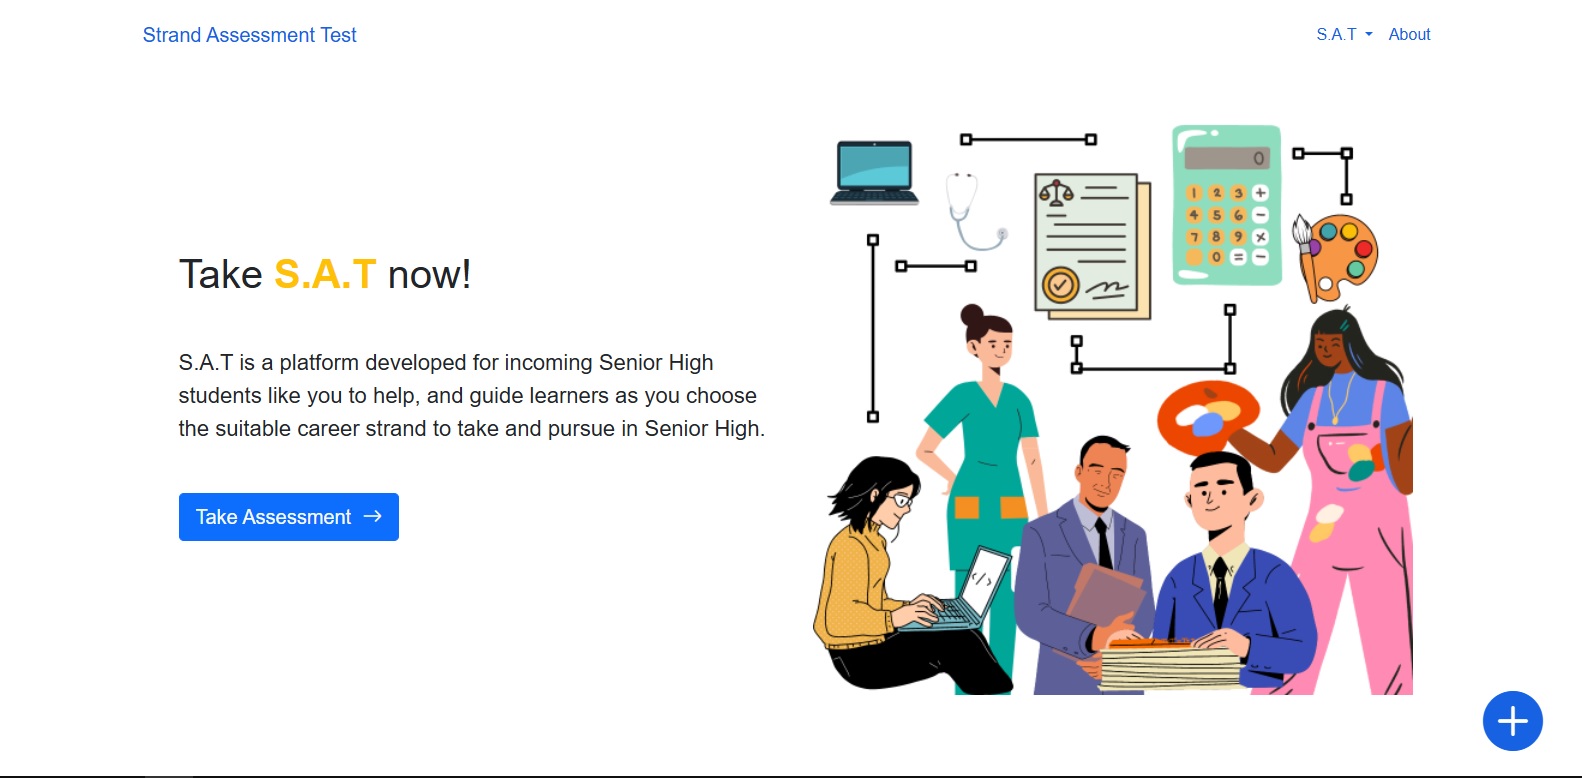 Strand Assessment Test
S.A.T About
0
1 2 3 +
4 5 6 -
7 8 9 x
0 = -
Take S.A.T now!
S.A.T is a platform developed for incoming Senior High
students like you to help, and guide learners as you choose
the suitable career strand to take and pursue in Senior High.
</>
Take Assessment →
+